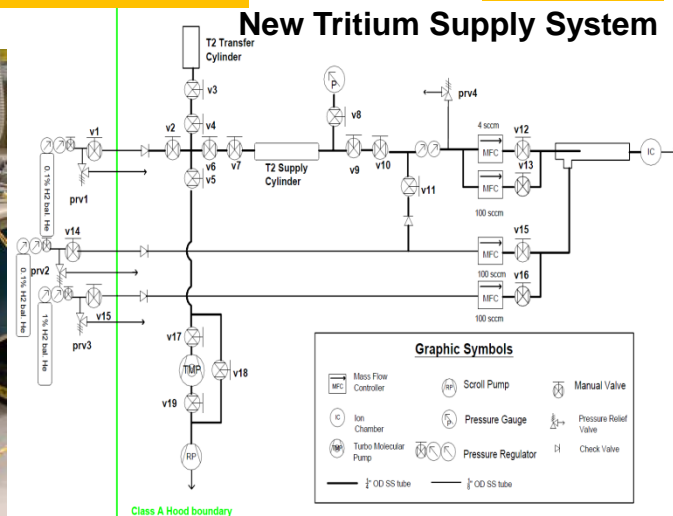 New Tritium Supply System
T2 Transfer
Cylinder
v3
P
prv4
v8
4 sccm
v12
v1
v2
v4
MFC
IC
v6
v7
T2 Supply
Cylinder
v9
v10
v13
v5
MFC
0.1% H2 bal. He
prv1
v11
100 sccm
v14
v15
MFC
prv2
0.1% H2 bal. He
100 sccm
v16
MFC
1% H2 bal. He
v15
prv3
100 sccm
v17
TMP
v18
v19
RP
Class A Hood boundary
Graphic Symbols
MFC
Mass Flow
Controller
RP
Scroll Pump
Manual Valve
IC
Ion
Chamber
P
Pressure Gauge
Pressure Relief
Valve
TMP
Turbo Molecular
Pump
Pressure Regulator
Check Valve
OD SS tube
OD SS tube